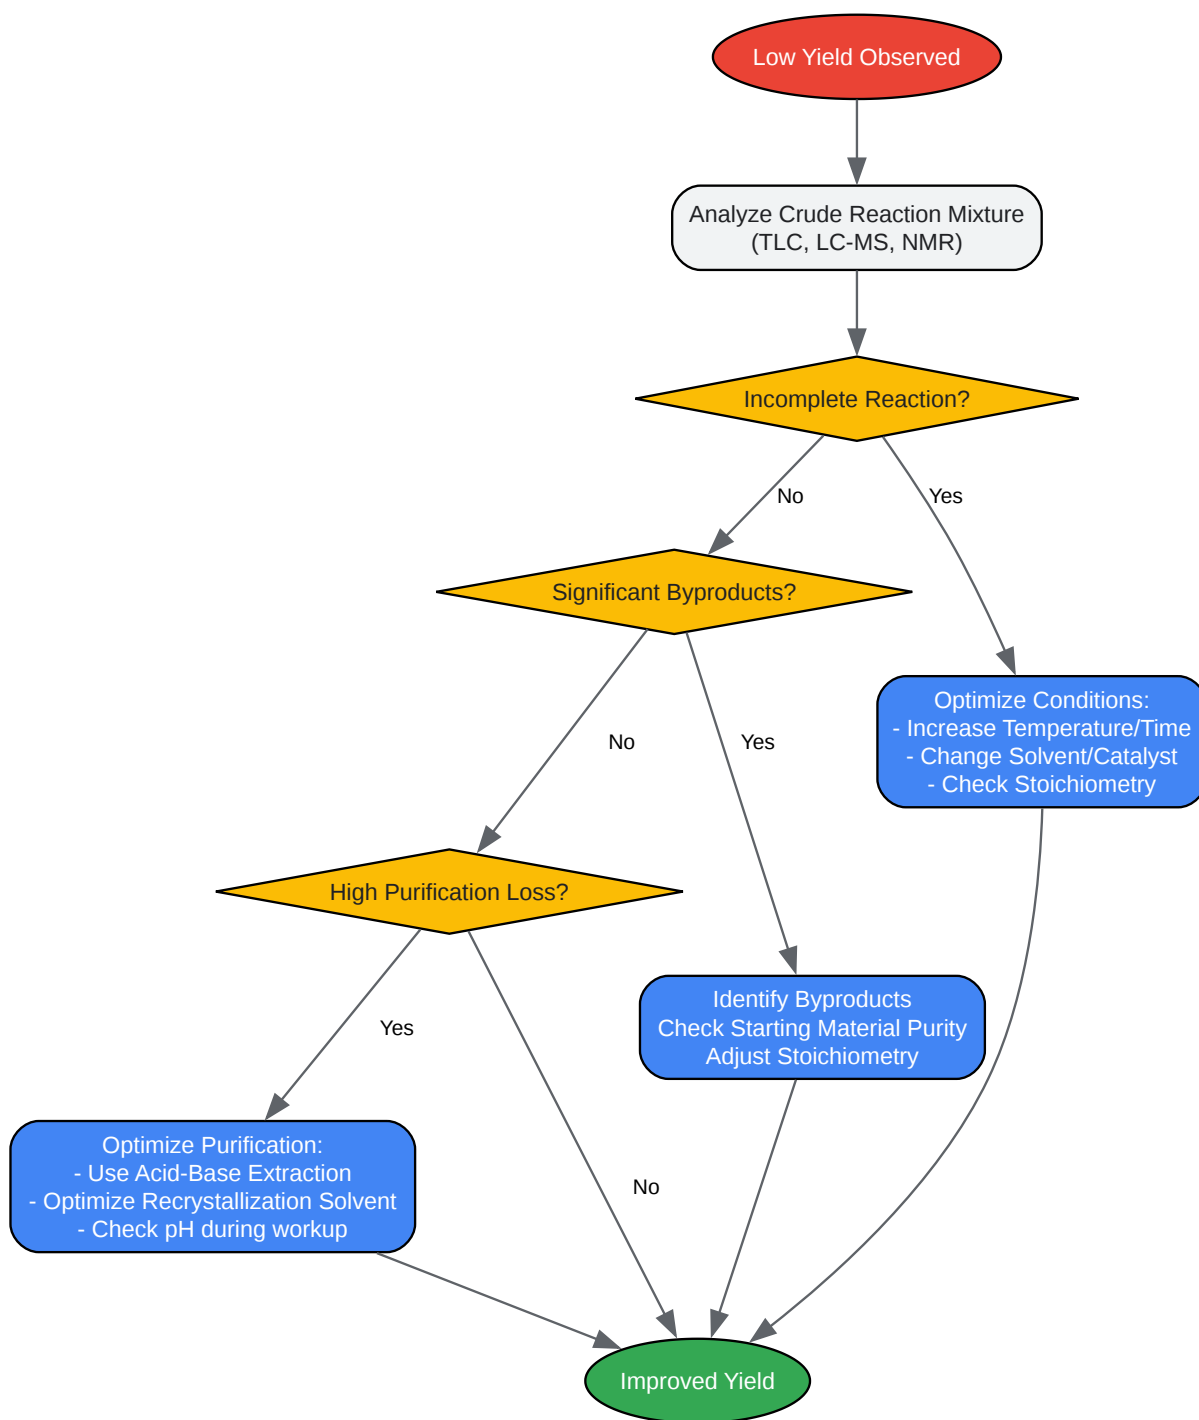 Low Yield Observed
Analyze Crude Reaction Mixture
(TLC, LC-MS, NMR)
Incomplete Reaction?
No
Yes
Significant Byproducts?
Optimize Conditions:
- Increase Temperature/Time
- Change Solvent/Catalyst
- Check Stoichiometry
No
Yes
High Purification Loss?
Identify Byproducts
Check Starting Material Purity
Adjust Stoichiometry
Yes
Optimize Purification:
- Use Acid-Base Extraction
- Optimize Recrystallization Solvent
- Check pH during workup
No
Improved Yield